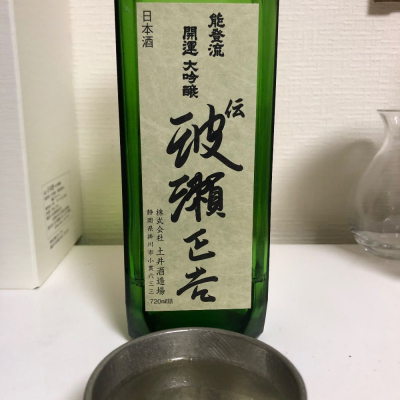 日本酒
能登流
開運 大吟醸
伝
波瀬正吉
株式会社 土井酒造場
静岡県掛川市小貫六三三
720ml詰